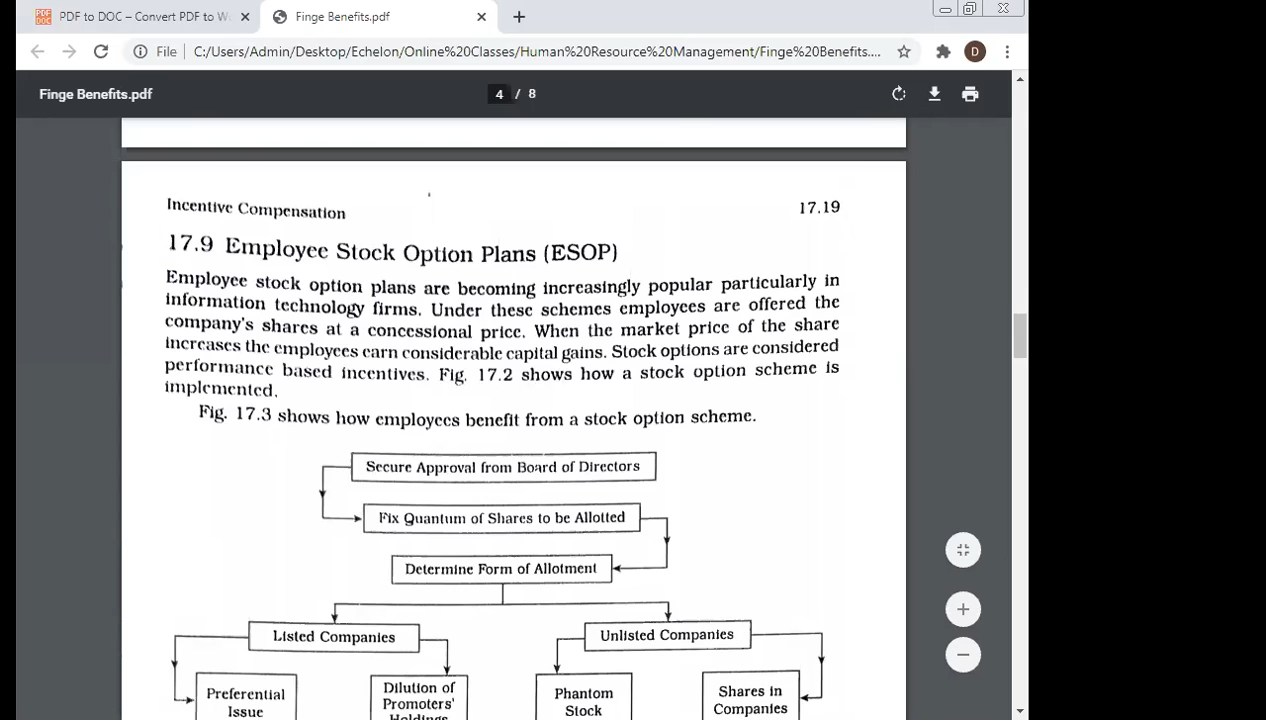 PDF to DOC – Convert PDF to W
Finge Benefits.pdf
File
C:/Users/Admin/Desktop/Echelon/Online%20Classes/Human%20Resource%20Management/Finge%20Benefits....
D
Finge Benefits.pdf
4 / 8
Incentive Compensation
17.19
17.9 Employee Stock Option Plans (ESOP)
Employee stock option plans are becoming increasingly popular particularly in
information technology firms. Under these schemes employees are offered the
company's shares at a concessional price. When the market price of the share
increases the employees earn considerable capital gains. Stock options are considered
performance based incentives. Fig. 17.2 shows how a stock option scheme is
implemented.
Fig. 17.3 shows how employees benefit from a stock option scheme.
Secure Approval from Board of Directors
Fix Quantum of Shares to be Allotted
Determine Form of Allotment
Listed Companies
Unlisted Companies
Preferential
Issue
Dilution of
Promoters'
Holdings
Phantom
Stock
Shares in
Companies